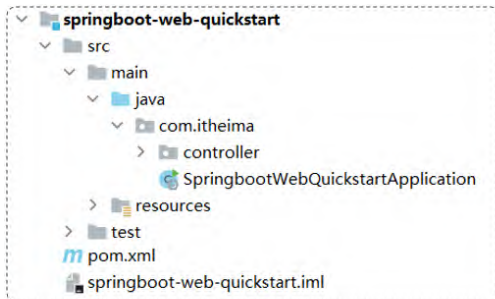 springboot-web-quickstart
src
main
java
com.itheima
controller
SpringbootWebQuickstartApplication
resources
test
pom.xml
springboot-web-quickstart.iml